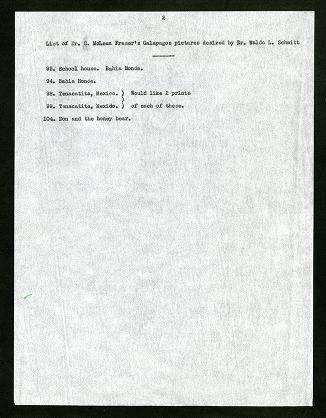 2
List of Dr. C. McLean Fraser's Galapagos pictures desired by Dr. Waldo L. Schmitt
93. School house. Bahia Honda.
94. Bahia Honda.
98. Tenacatita, Mexico. ) Would like 2 prints
)
99. Tenacatita, Mexido. ) of each of these.
104. Don and the honey bear.